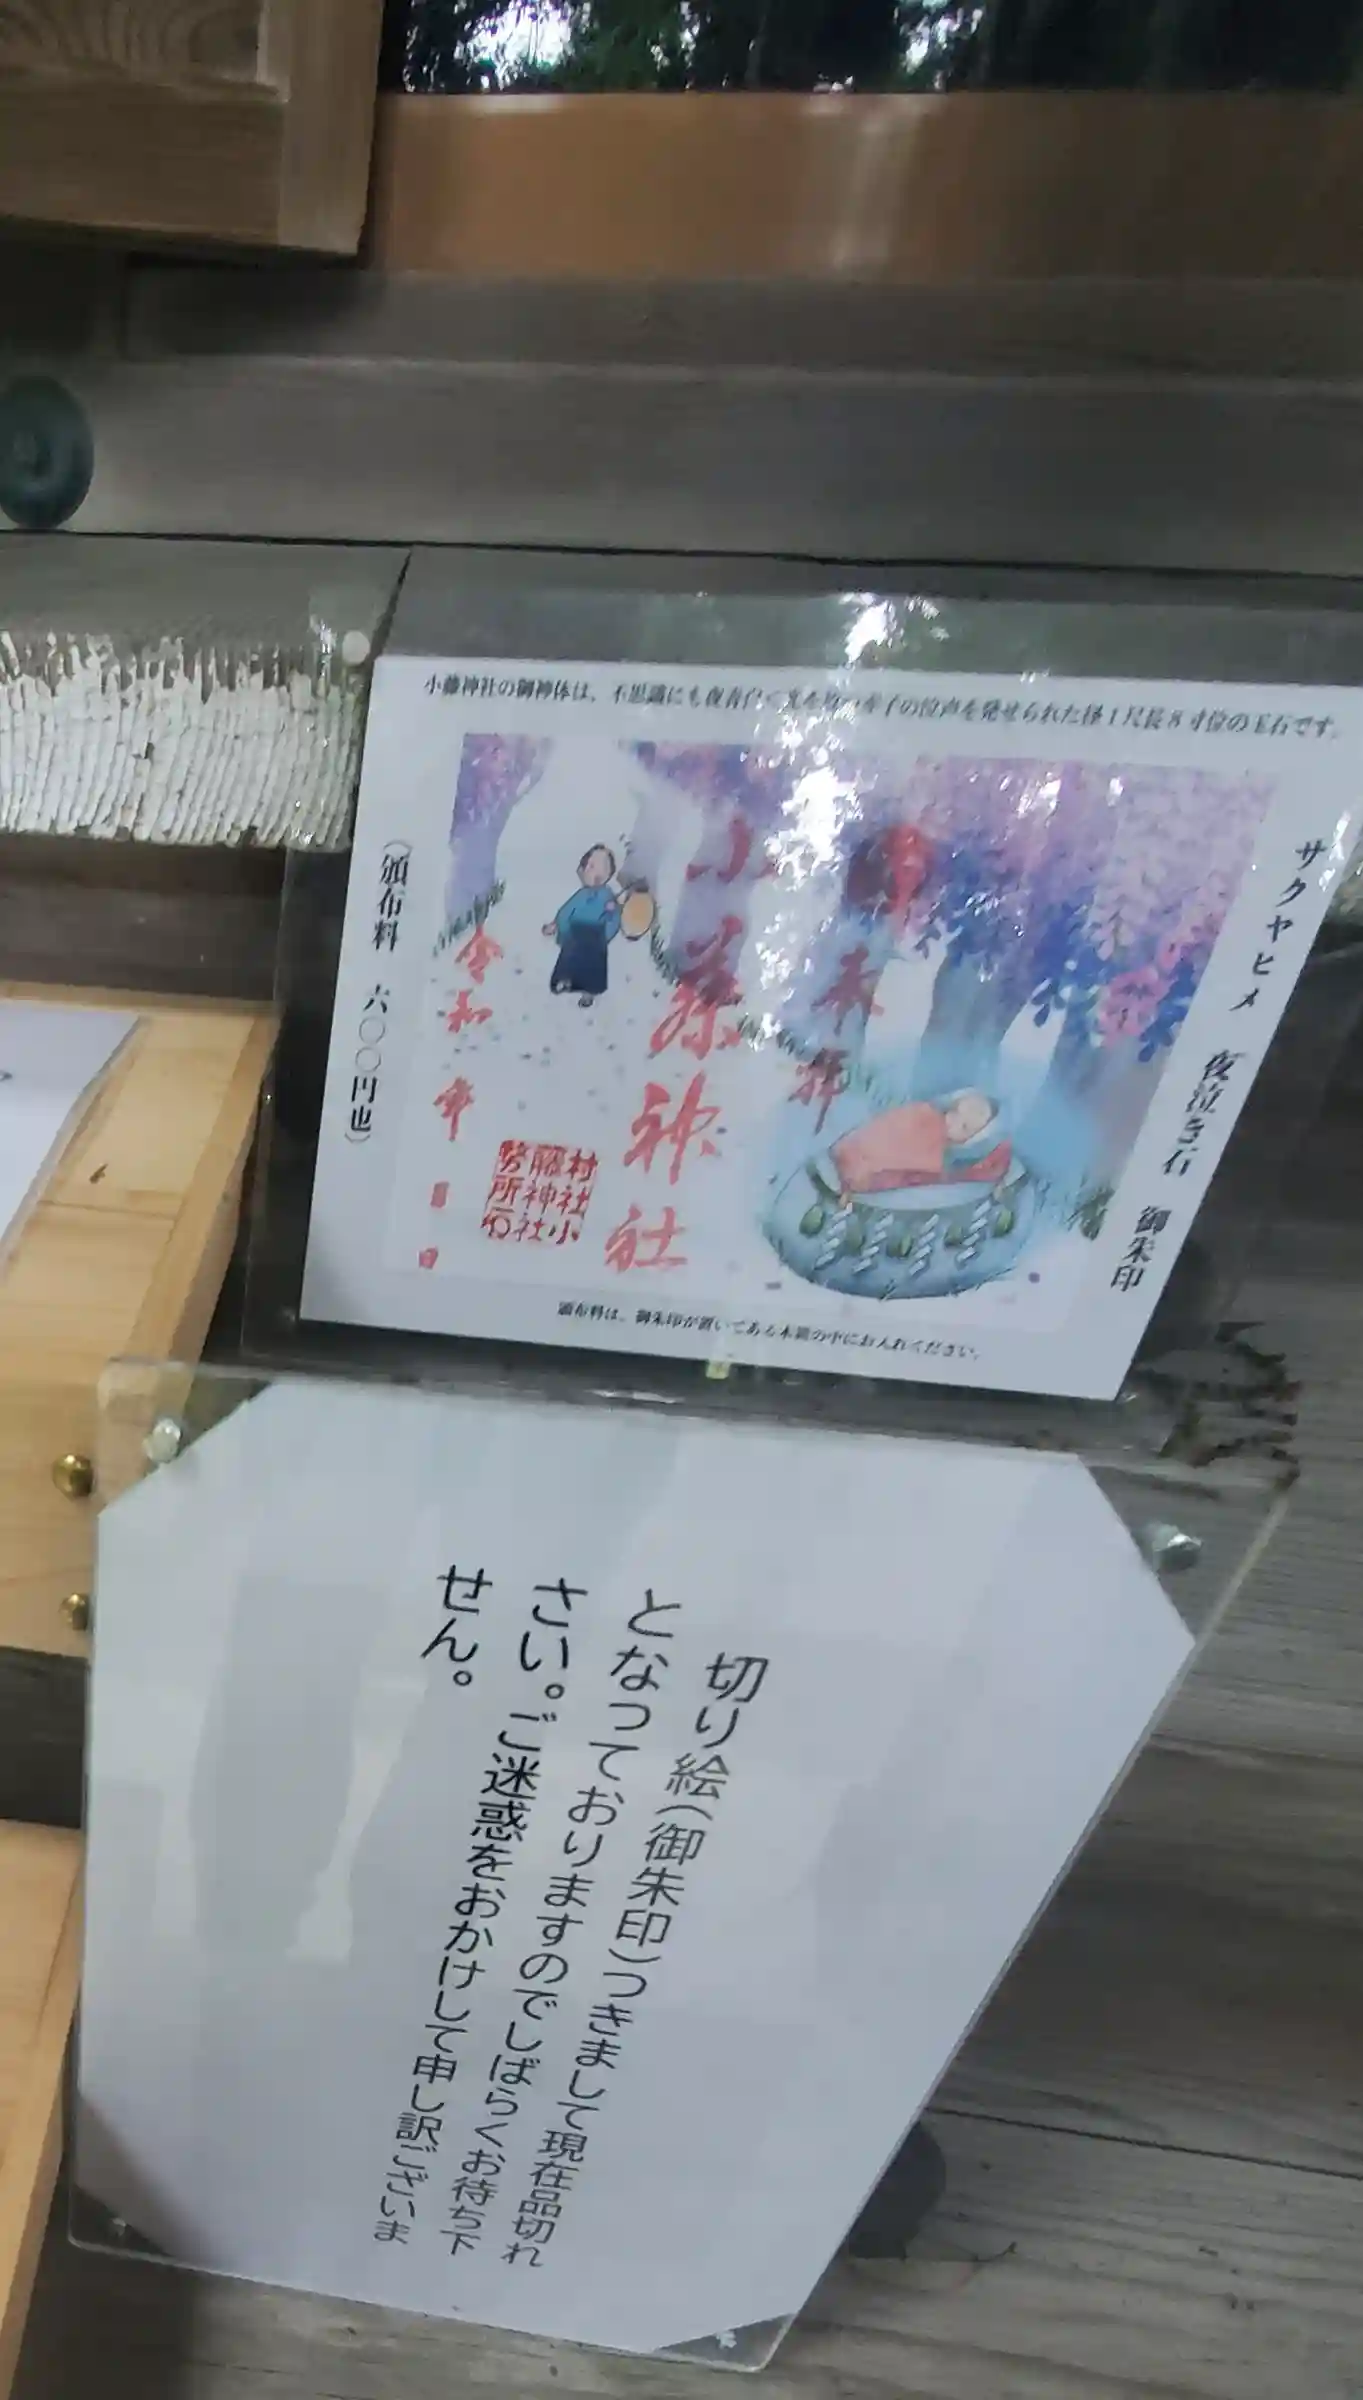 小藤神社の御神体は、不思議にも夜青白く光を放つ赤子の泣声を発せられた径1尺長8寸位の玉石です。
サクヤヒメ 夜泣き石 御朱印
奉拝
小藤神社
村社小
藤神社
勢所石
令和 年 月 日
(頒布料 六〇〇円也)
頒布料は、御朱印が置いてある木箱の中にお入れください。
切り絵(御朱印)つきまして現在品切れ
となっておりますのでしばらくお待ち下
さい。ご迷惑をおかけして申し訳ございま
せん。